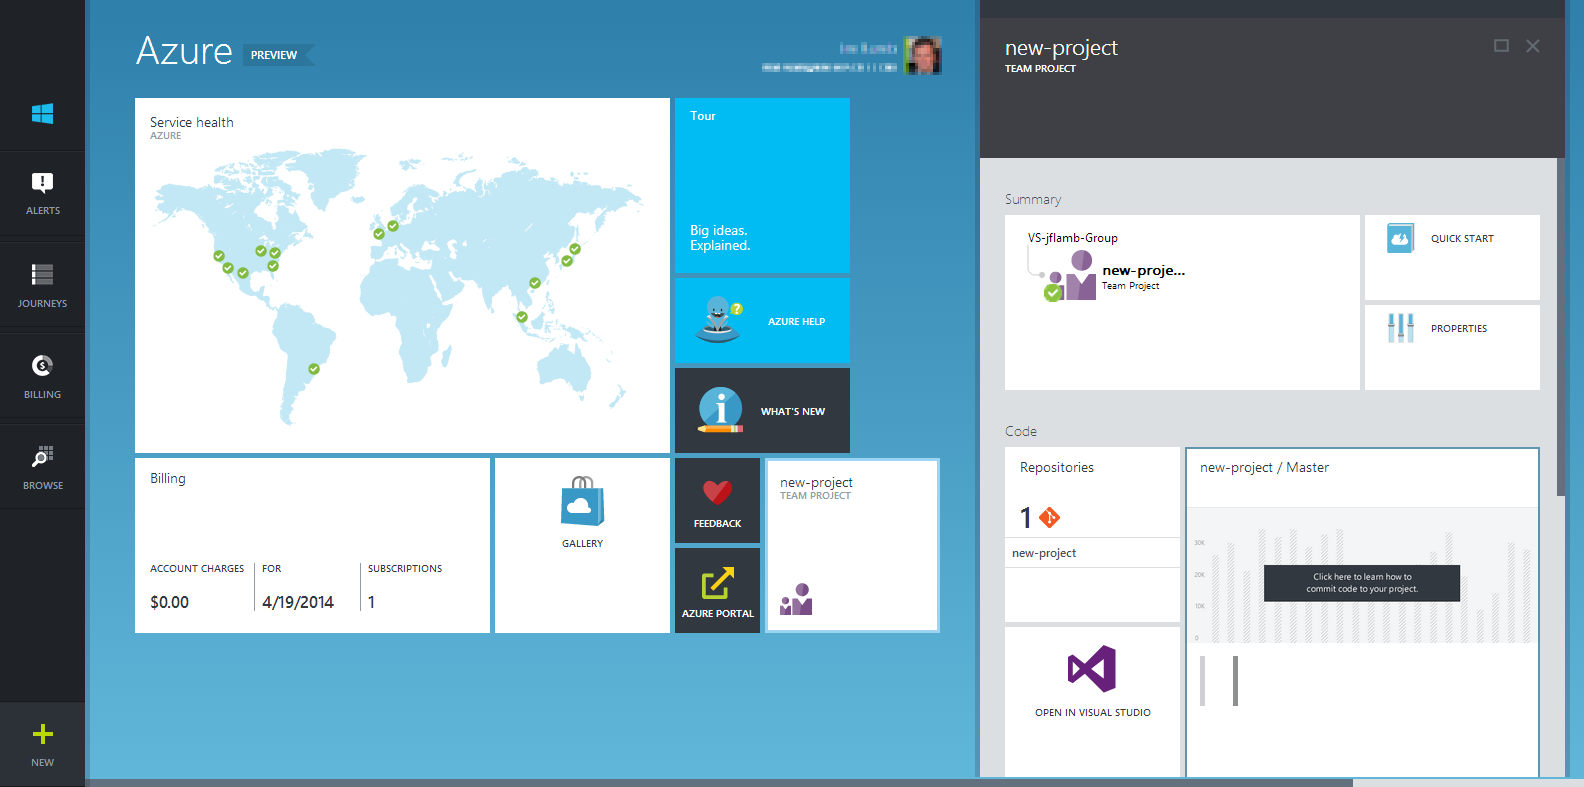 ALERTS
JOURNEYS
BILLING
BROWSE
NEW
Azure
PREVIEW
Service health
AZURE
Tour
Big ideas.
Explained.
AZURE HELP
WHAT'S NEW
Billing
ACCOUNT CHARGES
$0.00
FOR
4/19/2014
SUBSCRIPTIONS
1
GALLERY
FEEDBACK
AZURE PORTAL
new-project
TEAM PROJECT
new-project
TEAM PROJECT
Summary
VS-jflamb-Group
new-proje...
Team Project
QUICK START
PROPERTIES
Code
Repositories
1
new-project
OPEN IN VISUAL STUDIO
new-project / Master
30K
20K
10K
0
Click here to learn how to
commit code to your project.